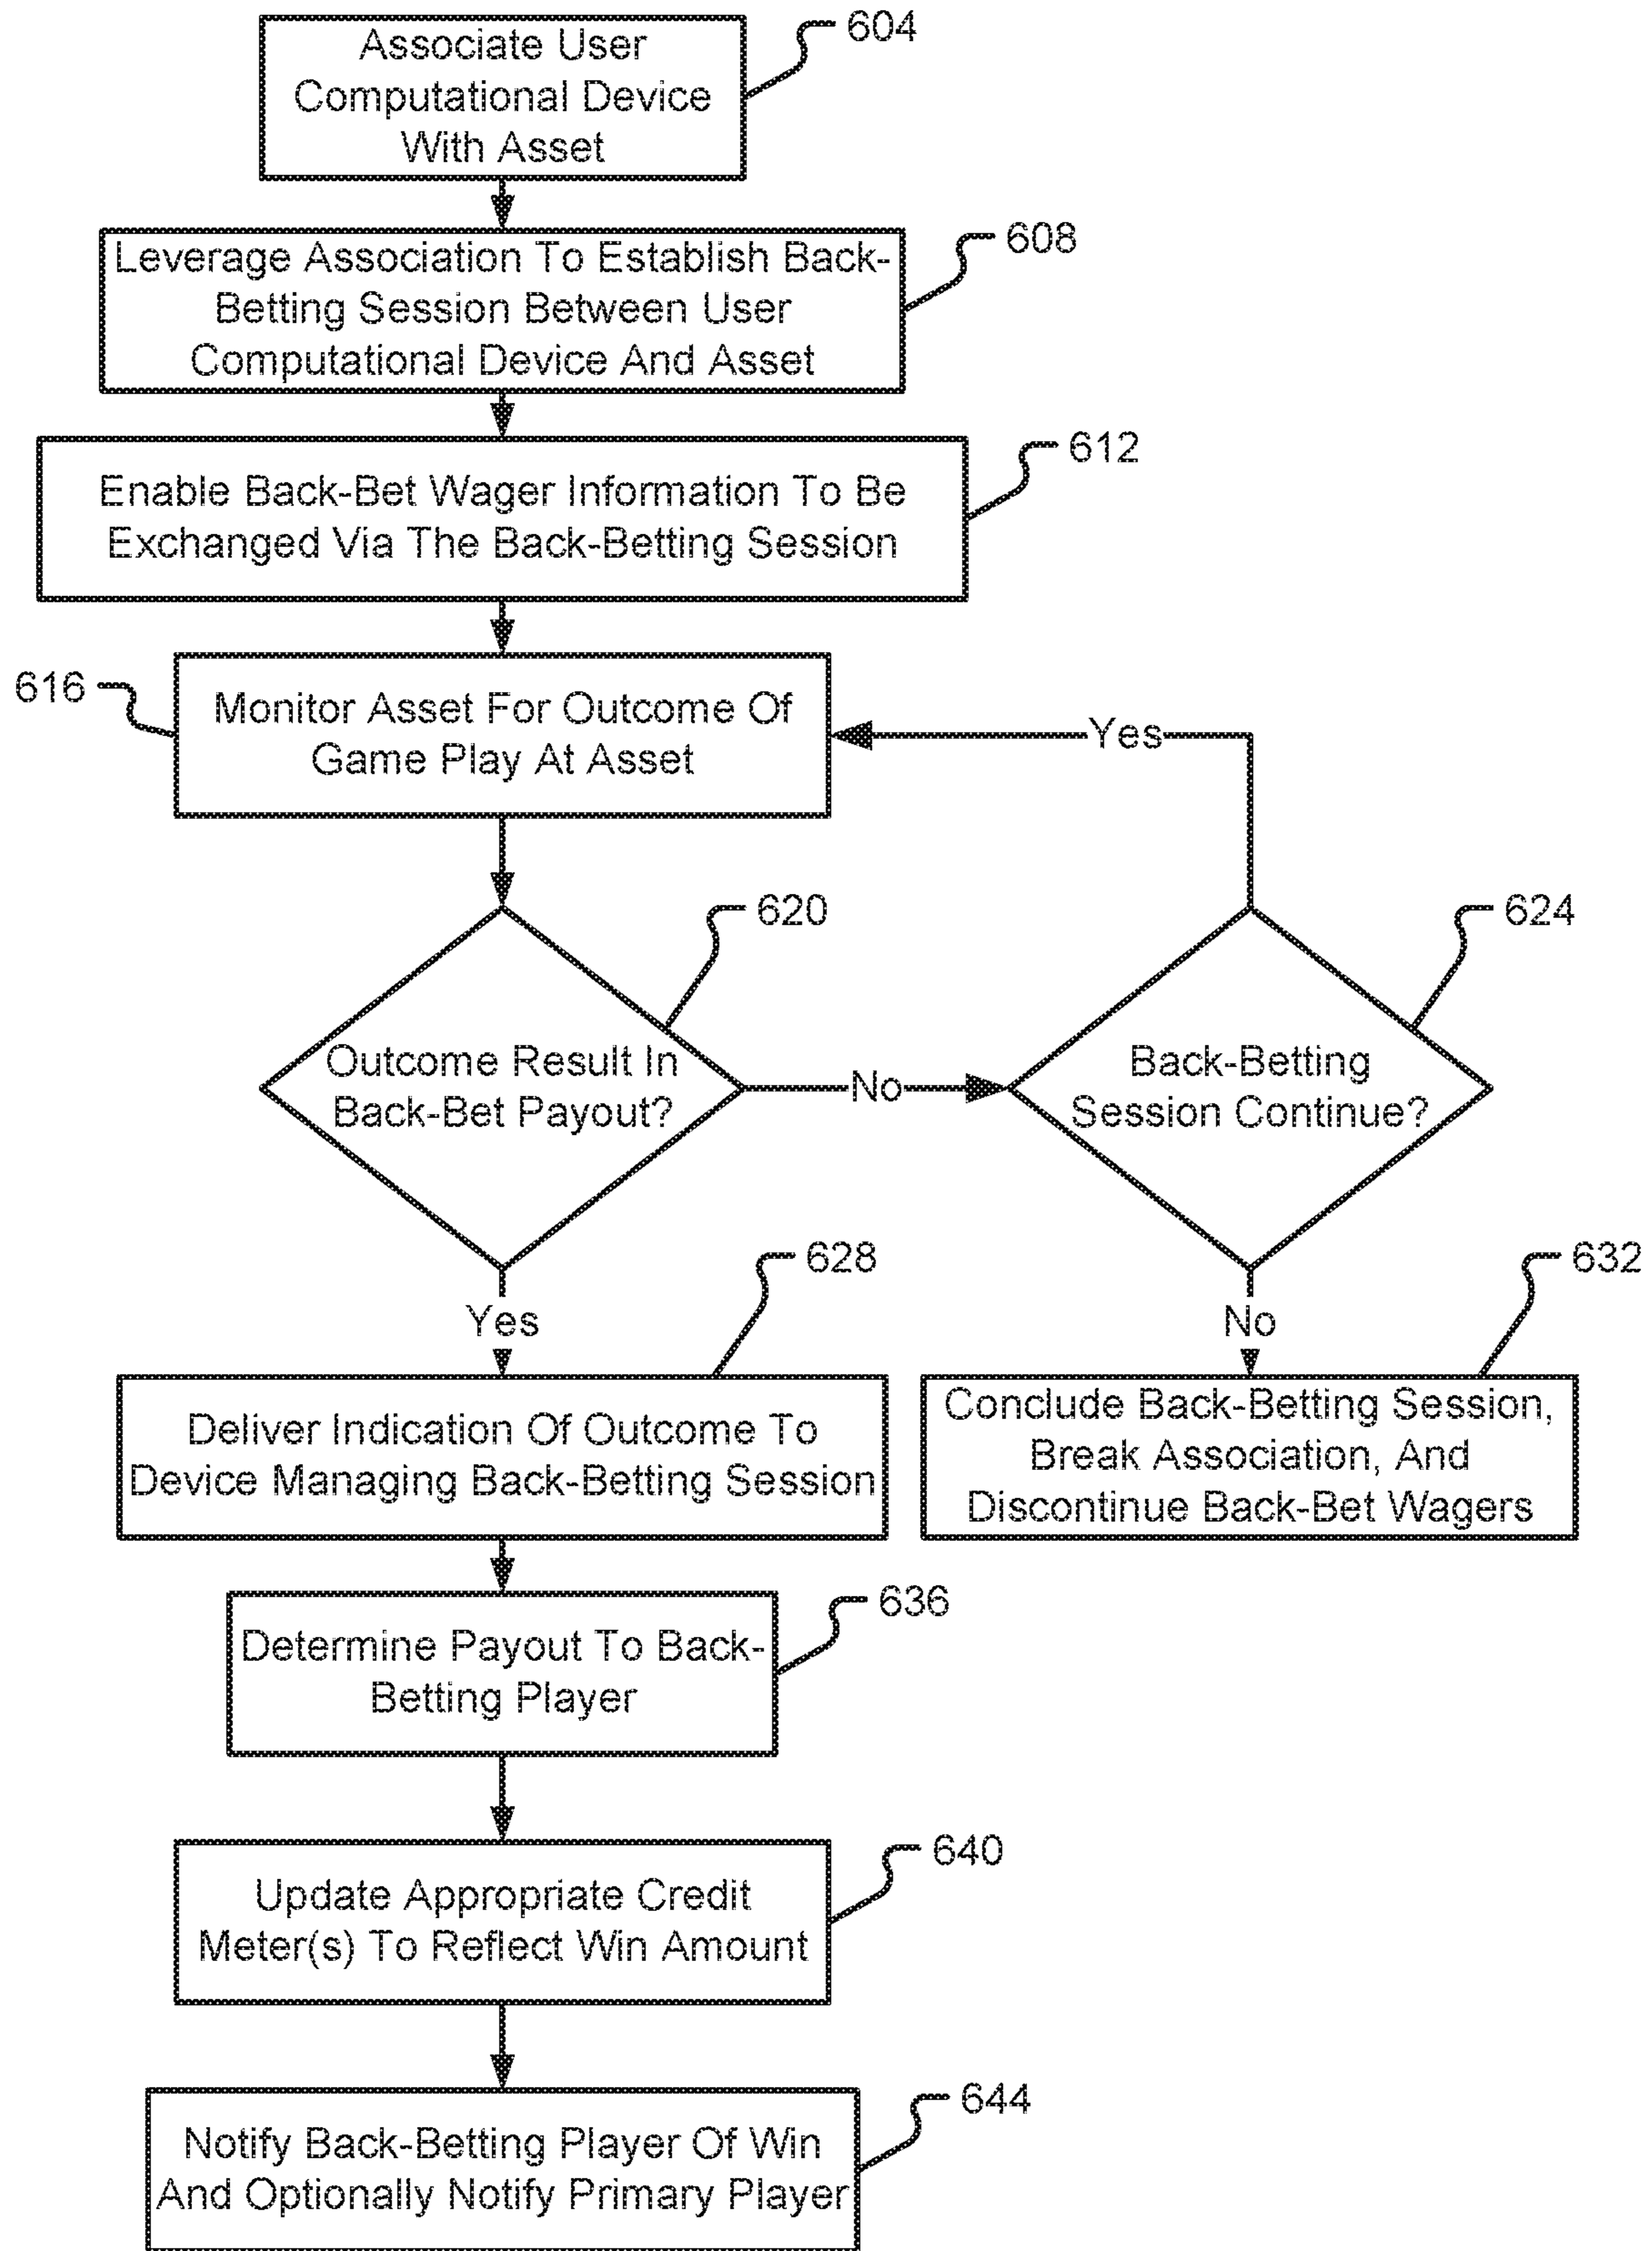 604
Associate User
Computational Device
With Asset
608
Leverage Association To Establish Back-
Betting Session Between User
Computational Device And Asset
612
Enable Back-Bet Wager Information To Be
Exchanged Via The Back-Betting Session
616
Monitor Asset For Outcome Of
Game Play At Asset
Yes
620
Outcome Result In
Back-Bet Payout?
No
624
Back-Betting
Session Continue?
Yes
628
Deliver Indication Of Outcome To
Device Managing Back-Betting Session
No
632
Conclude Back-Betting Session,
Break Association, And
Discontinue Back-Bet Wagers
636
Determine Payout To Back-
Betting Player
640
Update Appropriate Credit
Meter(s) To Reflect Win Amount
644
Notify Back-Betting Player Of Win
And Optionally Notify Primary Player